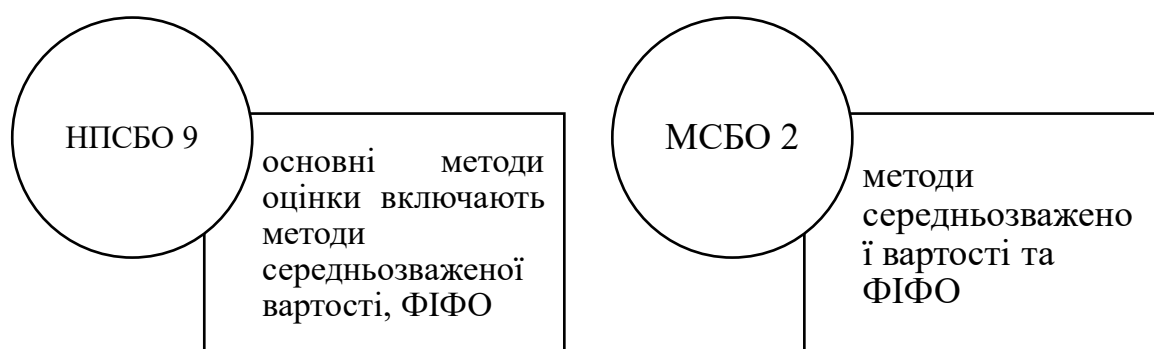 НПСБО 9
основні методи
оцінки включають
методи
середньозваженої
вартості, ФІФО
МСБО 2
методи
середньозважено
ї вартості та
ФІФО